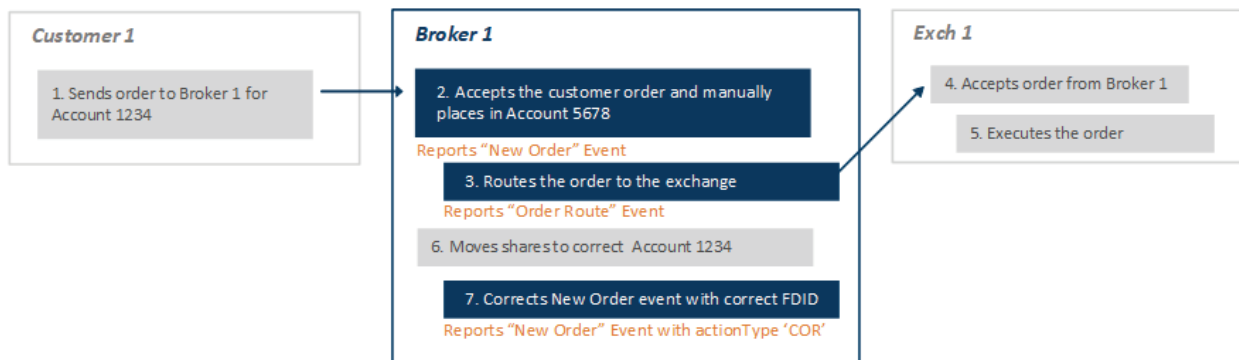 Customer 1
1. Sends order to Broker 1 for
Account 1234
Broker 1
2. Accepts the customer order and manually
places in Account 5678
Reports “New Order” Event
3. Routes the order to the exchange
Reports “Order Route” Event
6. Moves shares to correct Account 1234
7. Corrects New Order event with correct FDID
Reports “New Order” Event with actionType ‘COR’
Exch 1
4. Accepts order from Broker 1
5. Executes the order